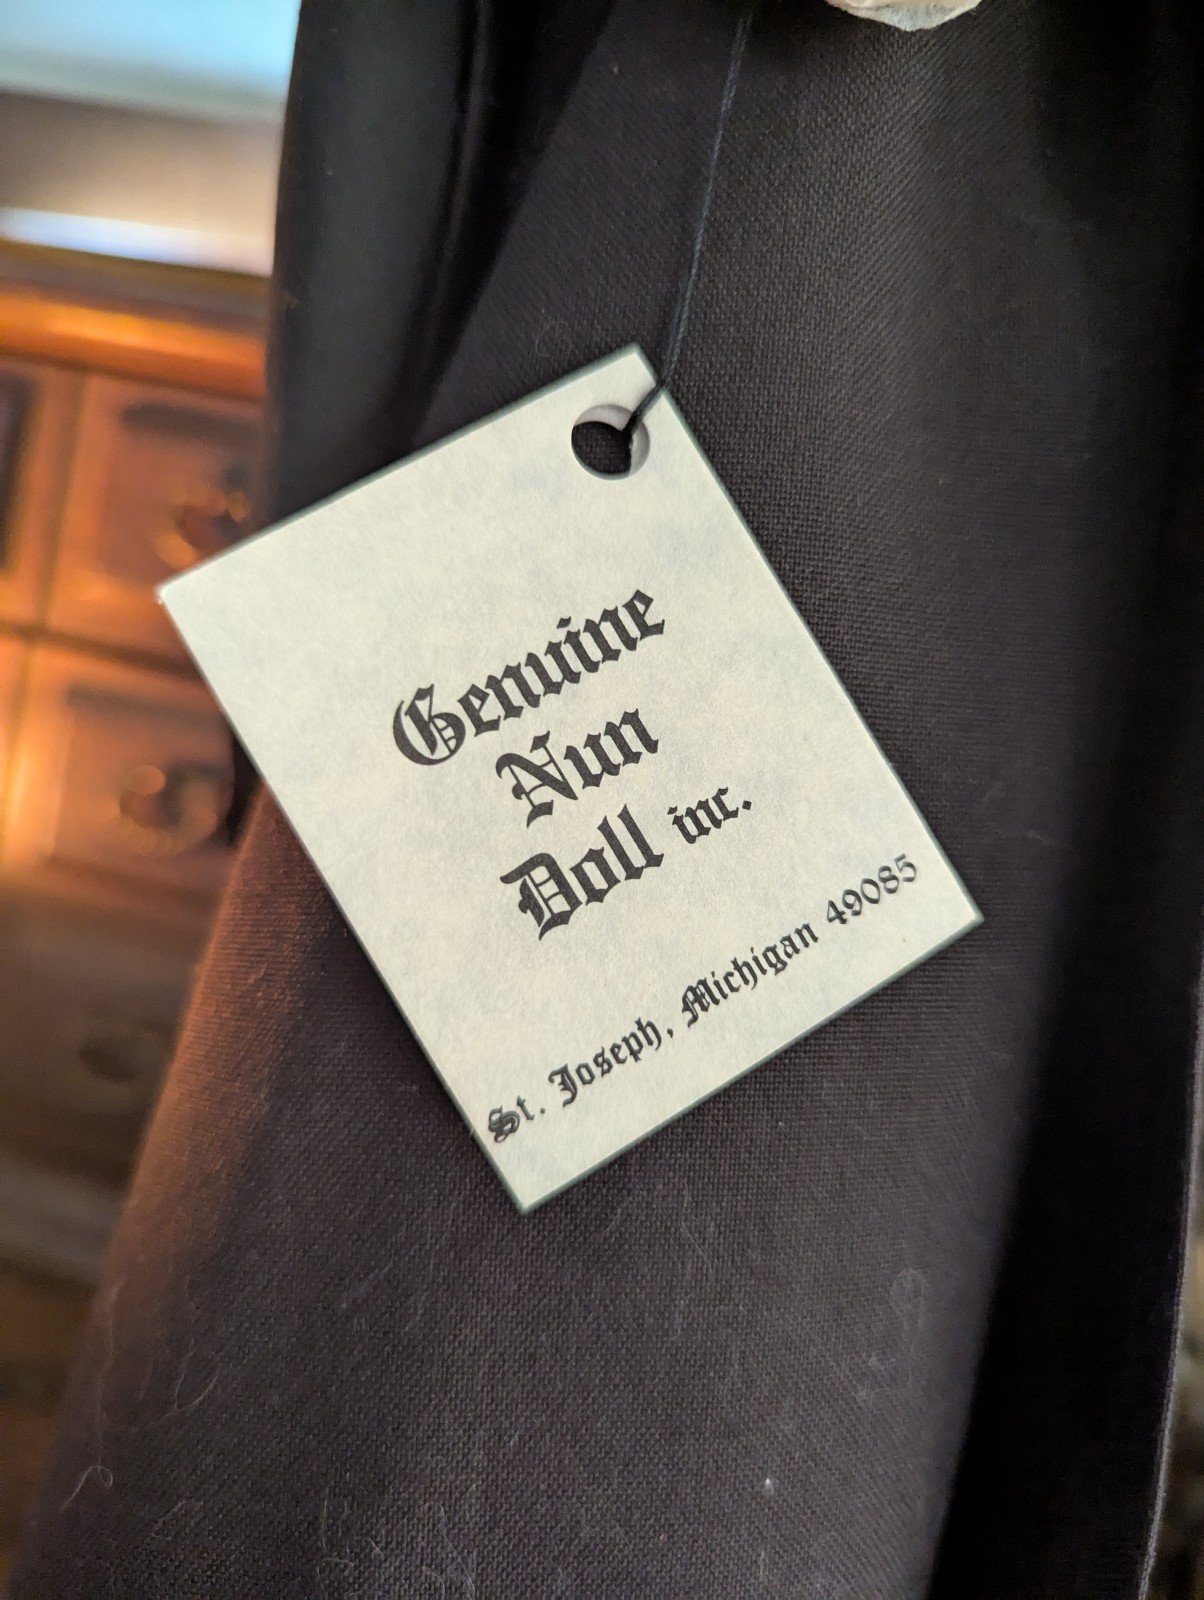 Genuine
Nun
Doll inc.
St. Joseph, Michigan 49085